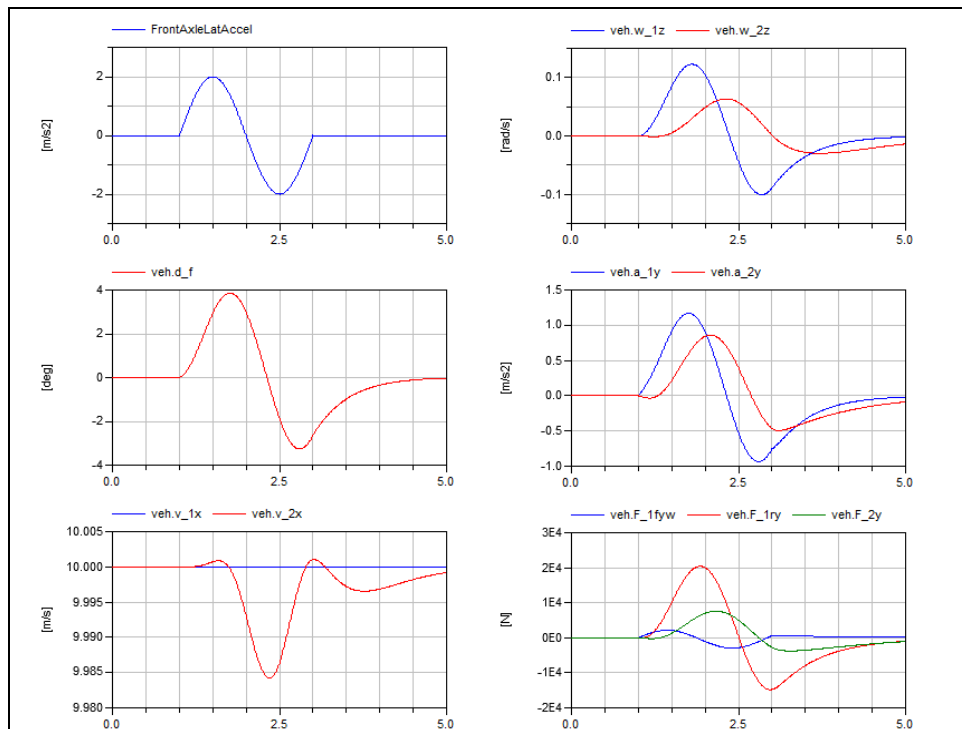 FrontAxleLatAccel
[m/s2]
2
0
-2
0.0 2.5 5.0
veh.w_1z veh.w_2z
[rad/s]
0.1
0.0
-0.1
0.0 2.5 5.0
veh.d_f
[deg]
4
2
0
-2
-4
0.0 2.5 5.0
veh.a_1y veh.a_2y
[m/s2]
1.5
1.0
0.5
0.0
-0.5
-1.0
0.0 2.5 5.0
veh.v_1x veh.v_2x
[m/s]
10.005
10.000
9.995
9.990
9.985
9.980
0.0 2.5 5.0
veh.F_1fyw veh.F_1ry veh.F_2y
[N]
3E4
2E4
1E4
0E0
-1E4
-2E4
0.0 2.5 5.0